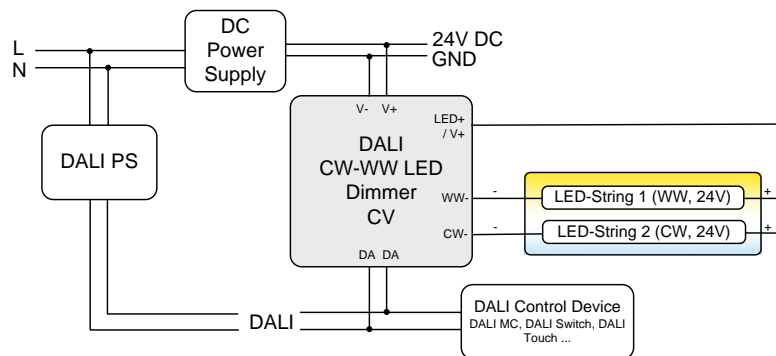 L
N
DC
Power
Supply
24V DC
GND
DALI PS
V- V+
LED+
/ V+
DALI
CW-WW LED
Dimmer
CV
WW-
CW-
DA DA
-
LED-String 1 (WW, 24V)
+
-
LED-String 2 (CW, 24V)
+
DALI
DALI Control Device
DALI MC, DALI Switch, DALI
Touch ...